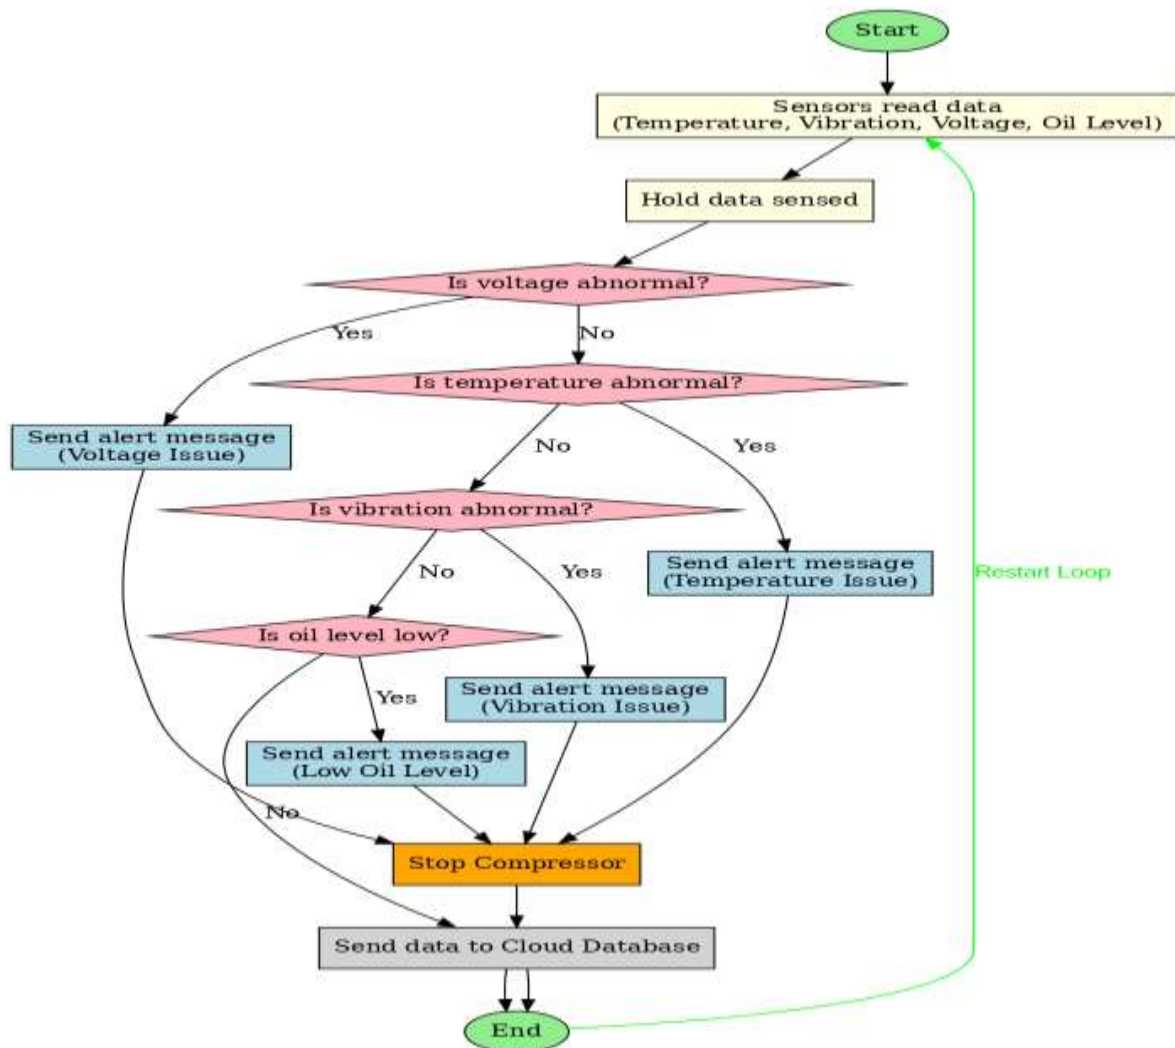 Start
Sensors read data
(Temperature, Vibration, Voltage, Oil Level)
Hold data sensed
Is voltage abnormal?
Yes
No
Is temperature abnormal?
Send alert message
(Voltage Issue)
No
Yes
Is vibration abnormal?
Send alert message
(Temperature Issue)
Restart Loop
No
Yes
Is oil level low?
Send alert message
(Vibration Issue)
Yes
Send alert message
(Low Oil Level)
No
Stop Compressor
Send data to Cloud Database
End